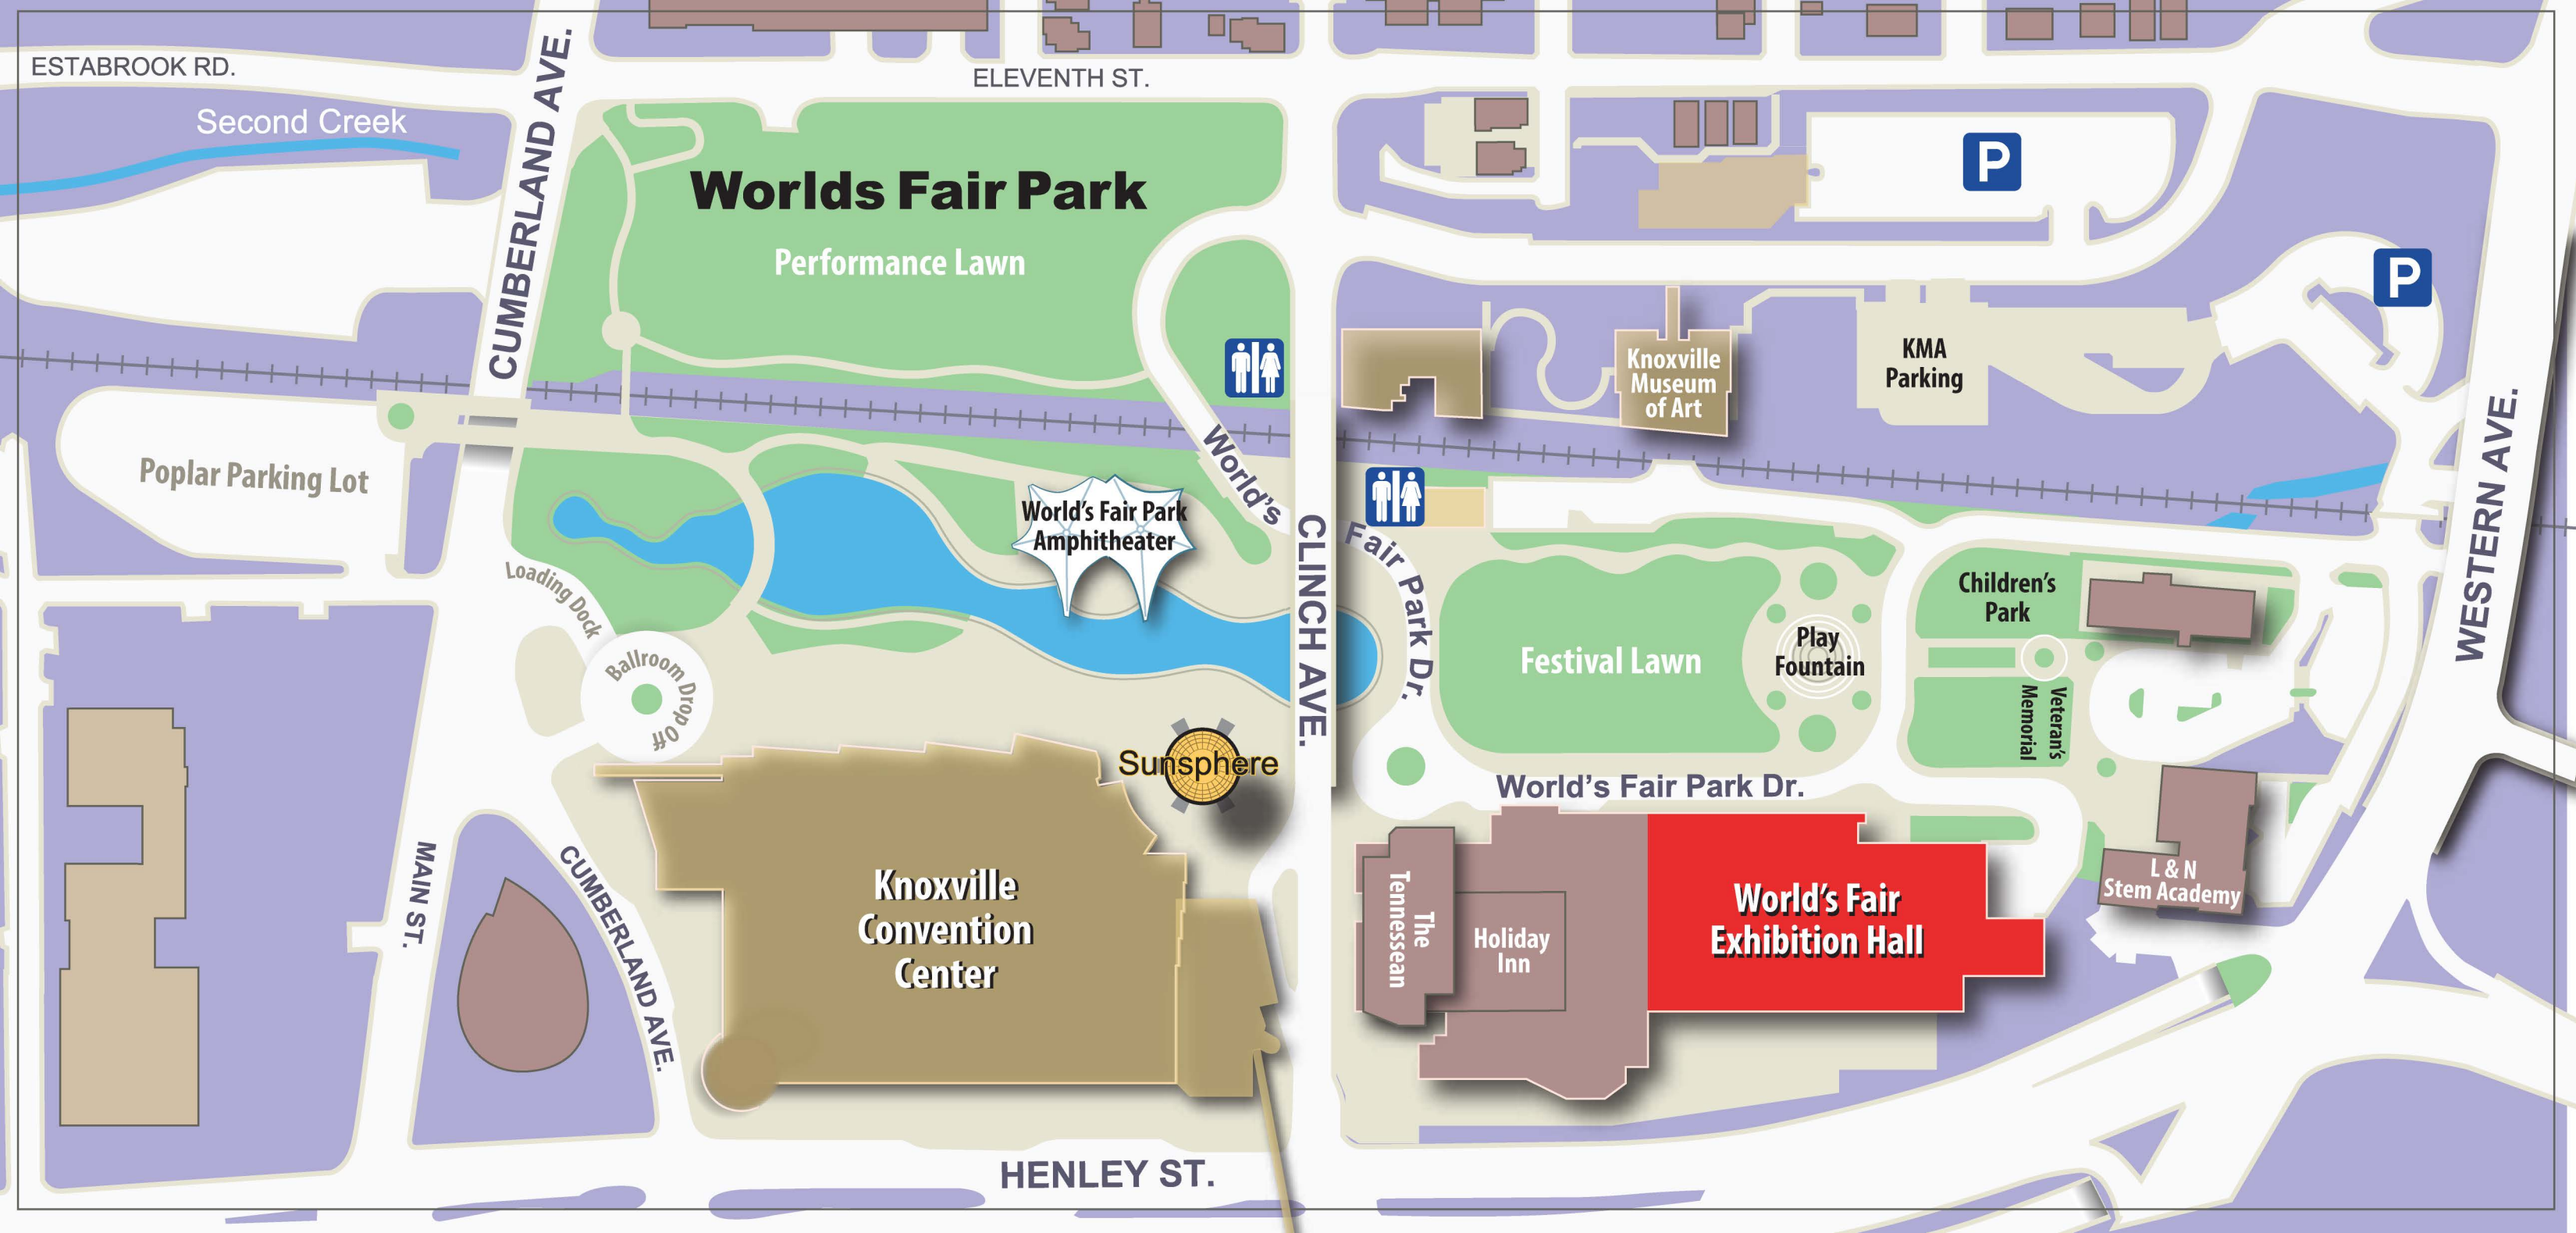 ESTABROOK RD.
ELEVENTH ST.
Second Creek
CUMBERLAND AVE.
Worlds Fair Park
Performance Lawn
P
P
Knoxville
Museum
of Art
KMA
Parking
Poplar Parking Lot
World's
Fair Park Dr.
World's Fair Park
Amphitheater
CLINCH AVE.
WESTERN AVE.
Loading Dock
Ballroom Drop Off
Festival Lawn
Play
Fountain
Children's
Park
Veteran's
Memorial
Sunsphere
World's Fair Park Dr.
MAIN ST.
CUMBERLAND AVE.
Knoxville
Convention
Center
The
Tennessean
Holiday
Inn
World's Fair
Exhibition Hall
L & N
Stem Academy
HENLEY ST.